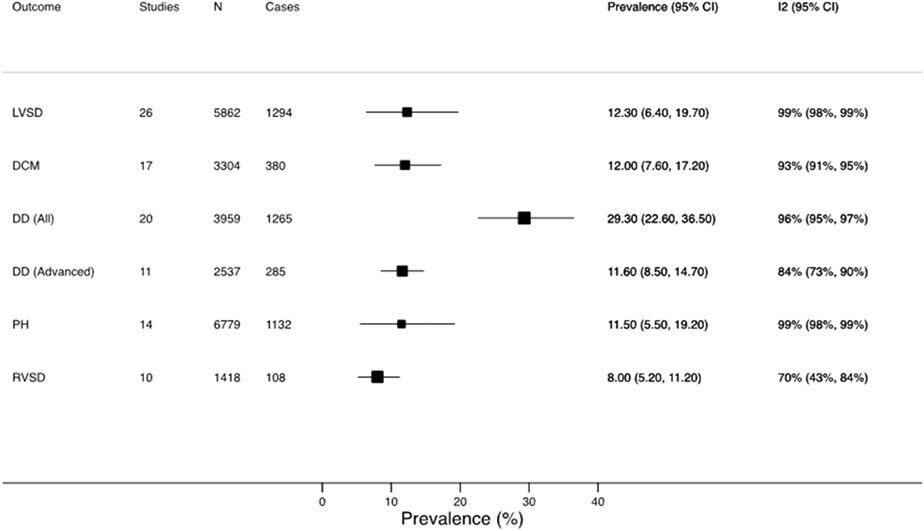 Outcome Studies N Cases Prevalence (95% CI) I2 (95% CI)
LVSD 26 5862 1294 12.30 (6.40, 19.70) 99% (98%, 99%)
DCM 17 3304 380 12.00 (7.60, 17.20) 93% (91%, 95%)
DD (All) 20 3959 1265 29.30 (22.60, 36.50) 96% (95%, 97%)
DD (Advanced) 11 2537 285 11.60 (8.50, 14.70) 84% (73%, 90%)
PH 14 6779 1132 11.50 (5.50, 19.20) 99% (98%, 99%)
RVSD 10 1418 108 8.00 (5.20, 11.20) 70% (43%, 84%)
0 10 20 30 40
Prevalence (%)